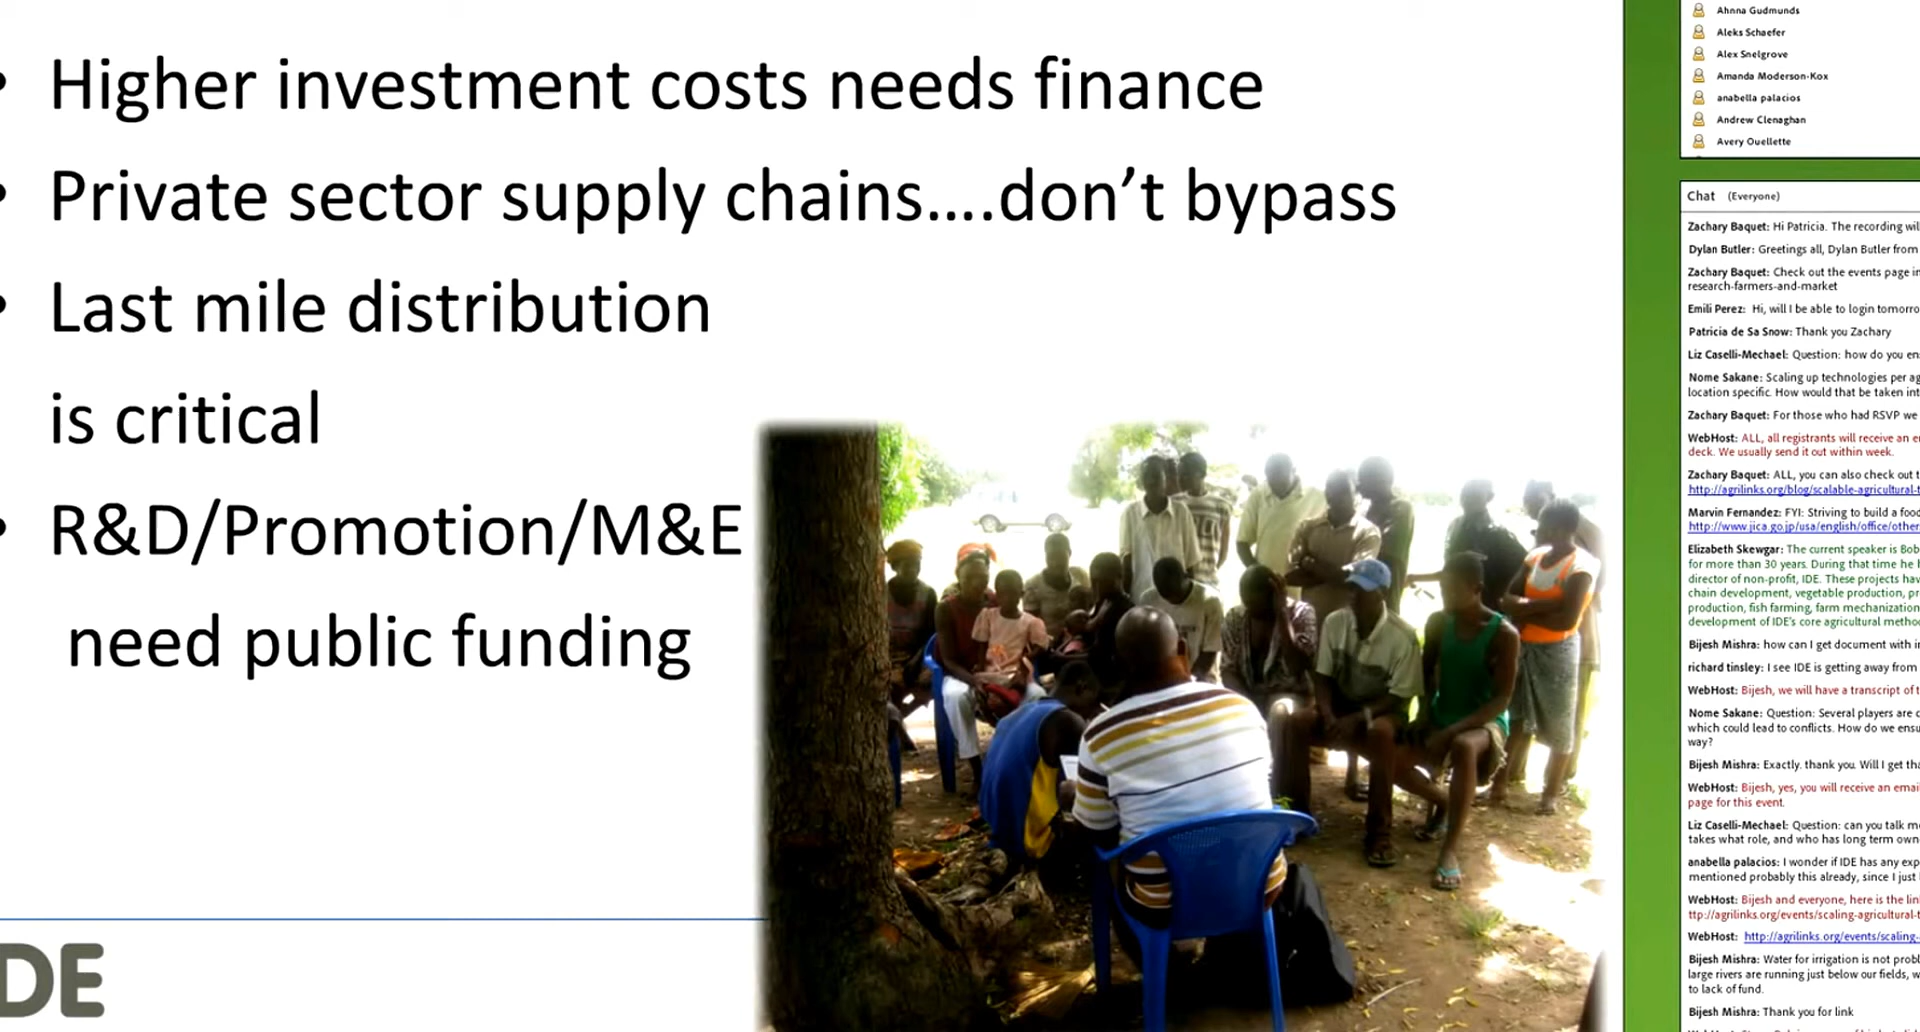 • Higher investment costs needs finance
• Private sector supply chains….don’t bypass
• Last mile distribution
is critical
• R&D/Promotion/M&E
need public funding
DE
Ahnna Gudmunds
Aleks Schaefer
Alex Snelgrove
Amanda Moderson-Kox
anabella palacios
Andrew Clenaghan
Avery Ouellette
Chat (Everyone)
Zachary Baquet: Hi Patricia. The recording wil
Dylan Butler: Greetings all, Dylan Butler from
Zachary Baquet: Check out the events page in
research-farmers-and-market
Emili Perez: Hi, will I be able to login tomorro
Patricia de Sa Snow: Thank you Zachary
Liz Caselli-Mechael: Question: how do you en
Nome Sakane: Scaling up technologies per ag
location specific. How would that be taken int
Zachary Baquet: For those who had RSVP we
WebHost: ALL, all registrants will receive an e
deck. We usually send it out within week.
Zachary Baquet: ALL, you can also check out t
http://agrilinks.org/blog/scalable-agricultural-t
Marvin Fernandez: FYI: Striving to build a foo
http://www.jica.go.jp/usa/english/office/other
Elizabeth Skewgar: The current speaker is Bob
for more than 30 years. During that time he h
director of non-profit, IDE. These projects hav
chain development, vegetable production, pr
production, fish farming, farm mechanization
development of IDE's core agricultural metho
Bijesh Mishra: how can I get document with i
richard tinsley: I see IDE is getting away from
WebHost: Bijesh, we will have a transcript of t
Nome Sakane: Question: Several players are c
which could lead to conflicts. How do we ensu
way?
Bijesh Mishra: Exactly. thank you. Will I get tha
WebHost: Bijesh, yes, you will receive an emai
page for this event.
Liz Caselli-Mechael: Question: can you talk m
takes what role, and who has long term own
anabella palacios: I wonder if IDE has any exp
mentioned probably this already, since I just
WebHost: Bijesh and everyone, here is the lin
ttp://agrilinks.org/events/scaling-agricultural-t
WebHost: http://agrilinks.org/events/scaling-
Bijesh Mishra: Water for irrigation is not prob
large rivers are running just below our fields, w
to lack of fund.
Bijesh Mishra: Thank you for link